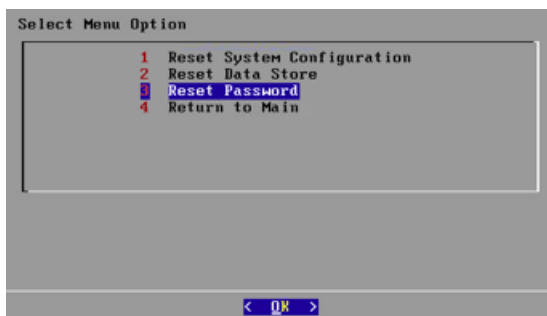 Select Menu Option
1 Reset System Configuration
2 Reset Data Store
3 Reset Password
4 Return to Main
< OK >